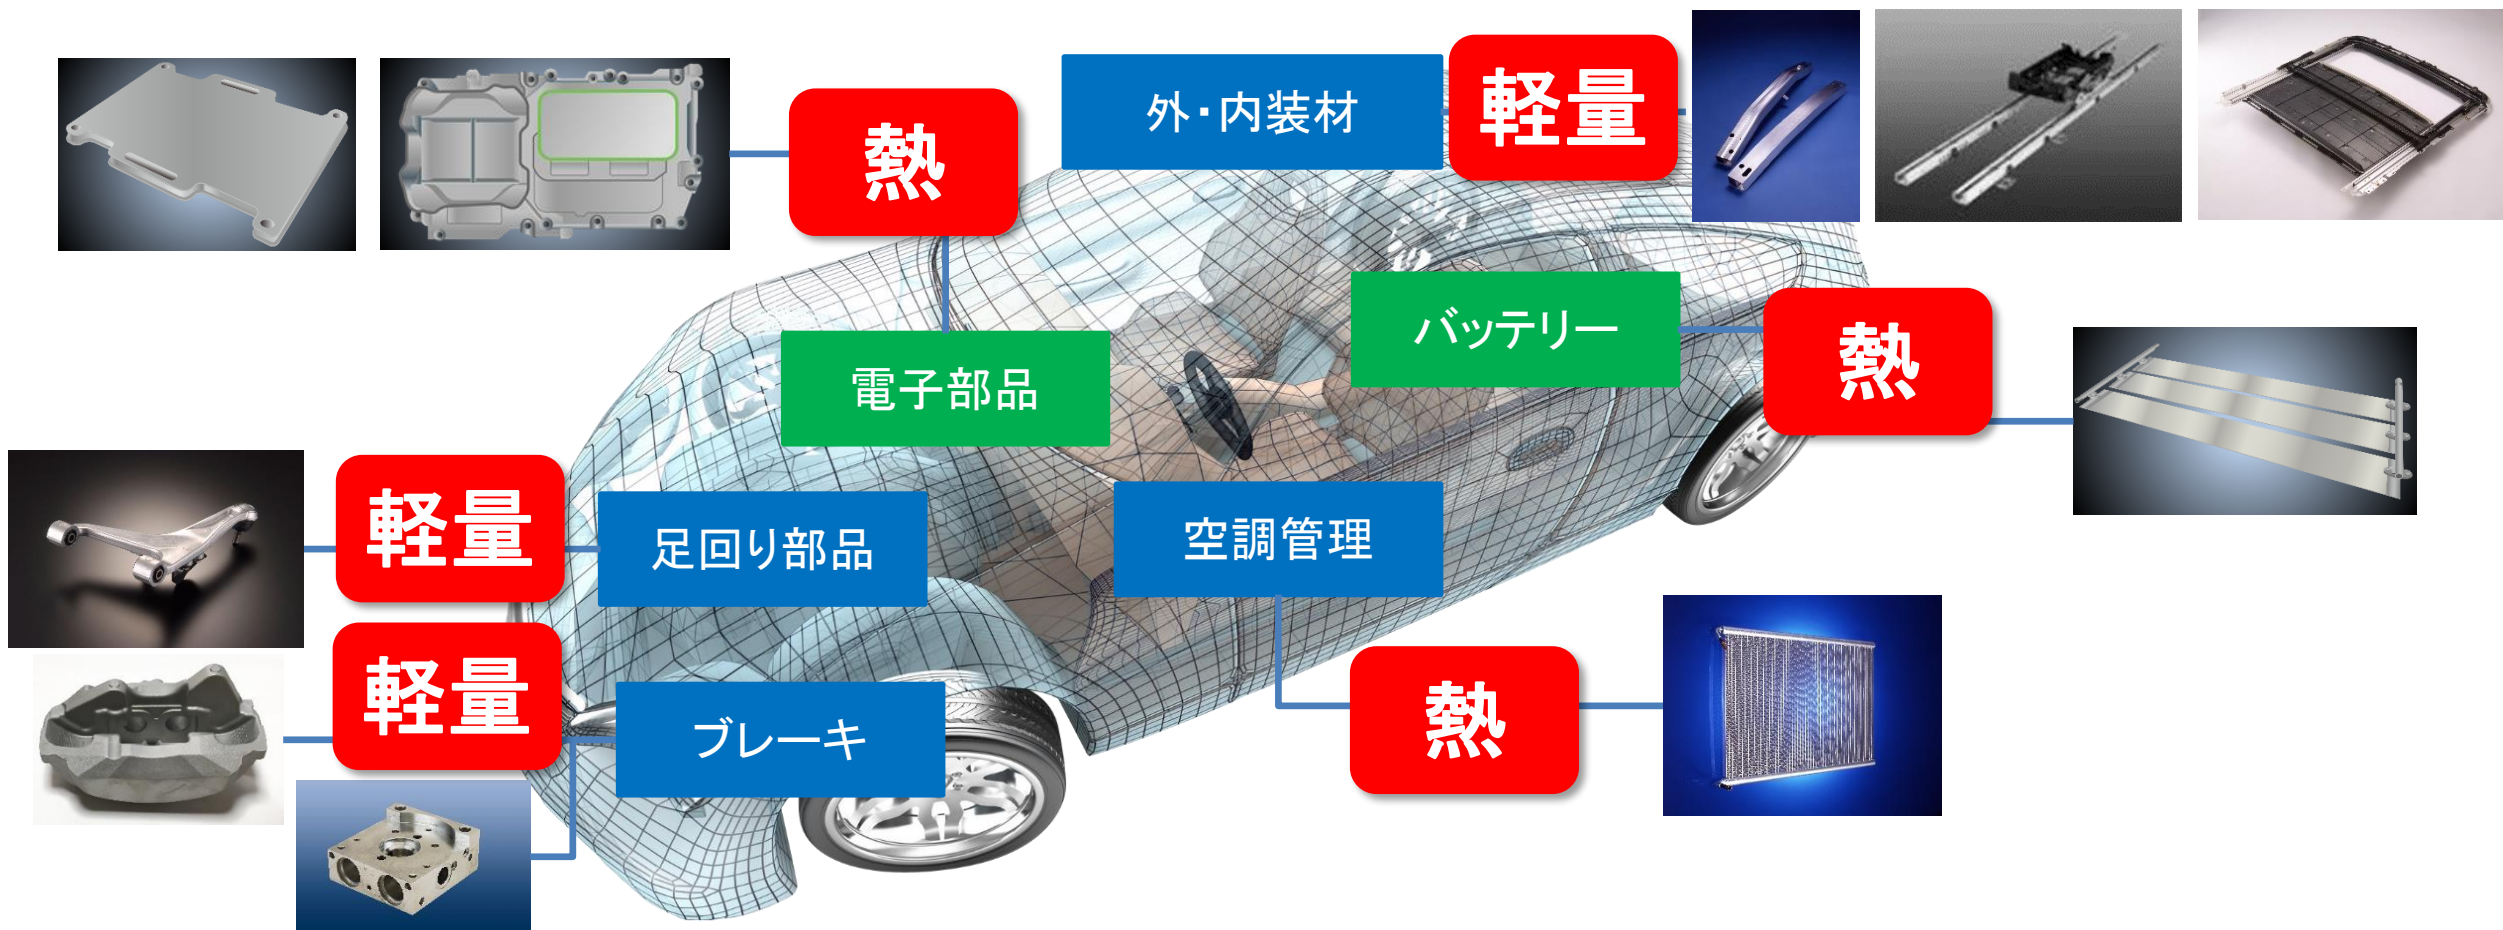 外・内装材
軽量
熱
バッテリー
熱
電子部品
軽量
足回り部品
空調管理
軽量
ブレーキ
熱